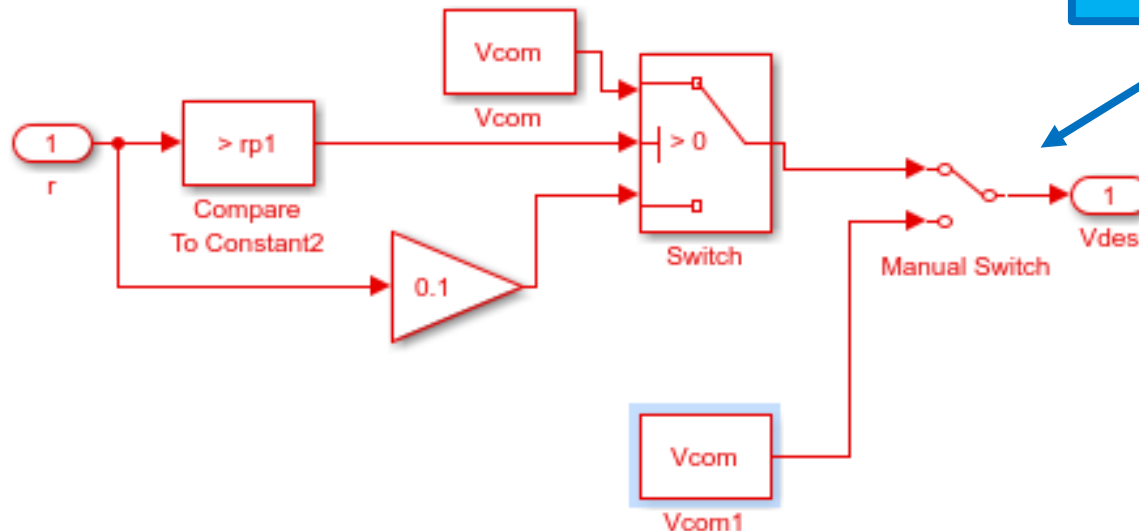 Vcom
Vcom
1
r
> rp1
Compare
To Constant2
0.1
> 0
Switch
Manual Switch
1
Vdes
Vcom
Vcom1